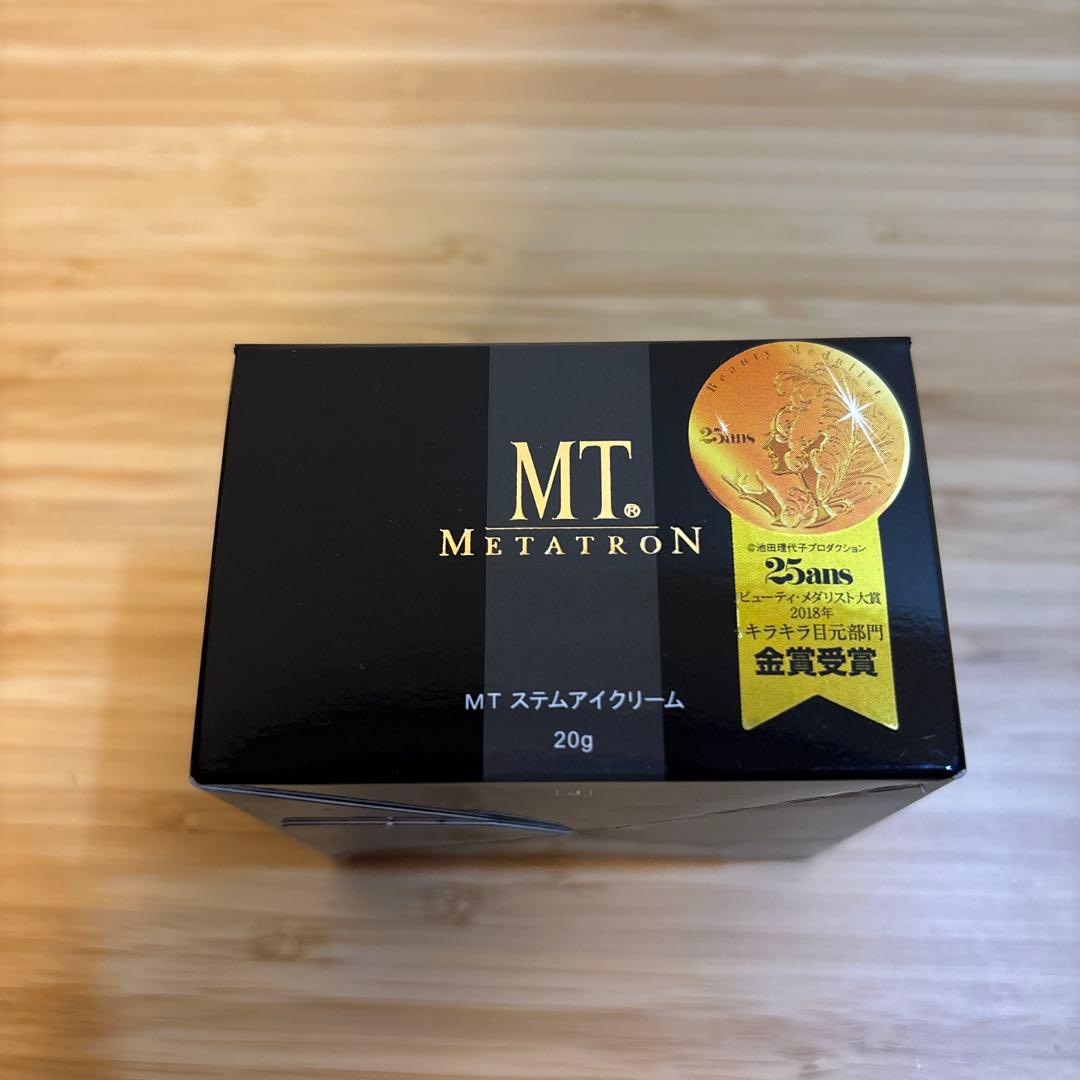 MT®
METATRON
MT ステムアイクリーム
20g
Beauty Medalist
25ans
©池田理代子プロダクション
25ans
ビューティ・メダリスト大賞
2018年
キラキラ目元部門
金賞受賞